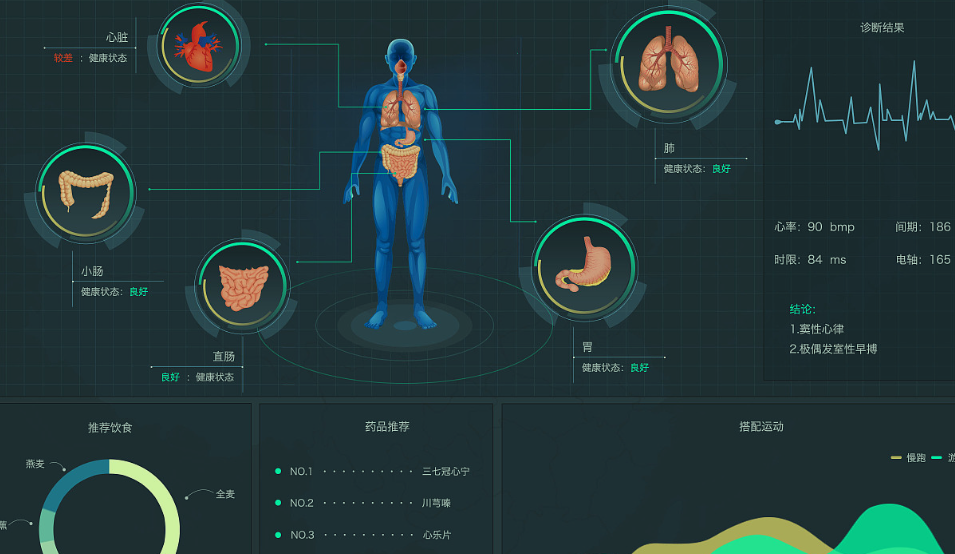 心脏
较差 : 健康状态
肺
健康状态: 良好
小肠
健康状态: 良好
直肠
良好 : 健康状态
胃
健康状态: 良好
诊断结果
心率: 90 bmp 间期: 186
时限: 84 ms 电轴: 165
结论:
1.窦性心律
2.极偶发室性早搏
推荐饮食
燕麦
全麦
药品推荐
NO.1 · · · · · · · · · · 三七冠心宁
NO.2 · · · · · · · · · · 川芎嗪
NO.3 · · · · · · · · · · 心乐片
搭配运动
慢跑